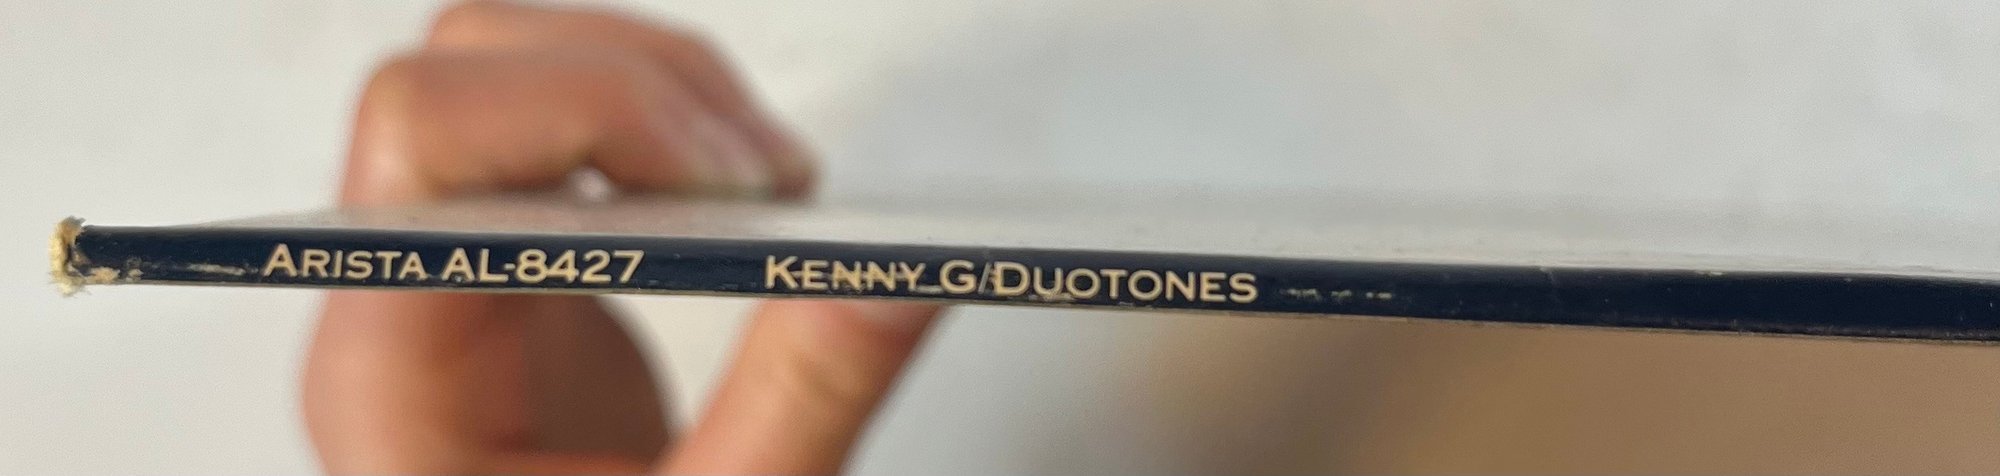 ARISTA AL-8427 KENNY G/DUOTONES